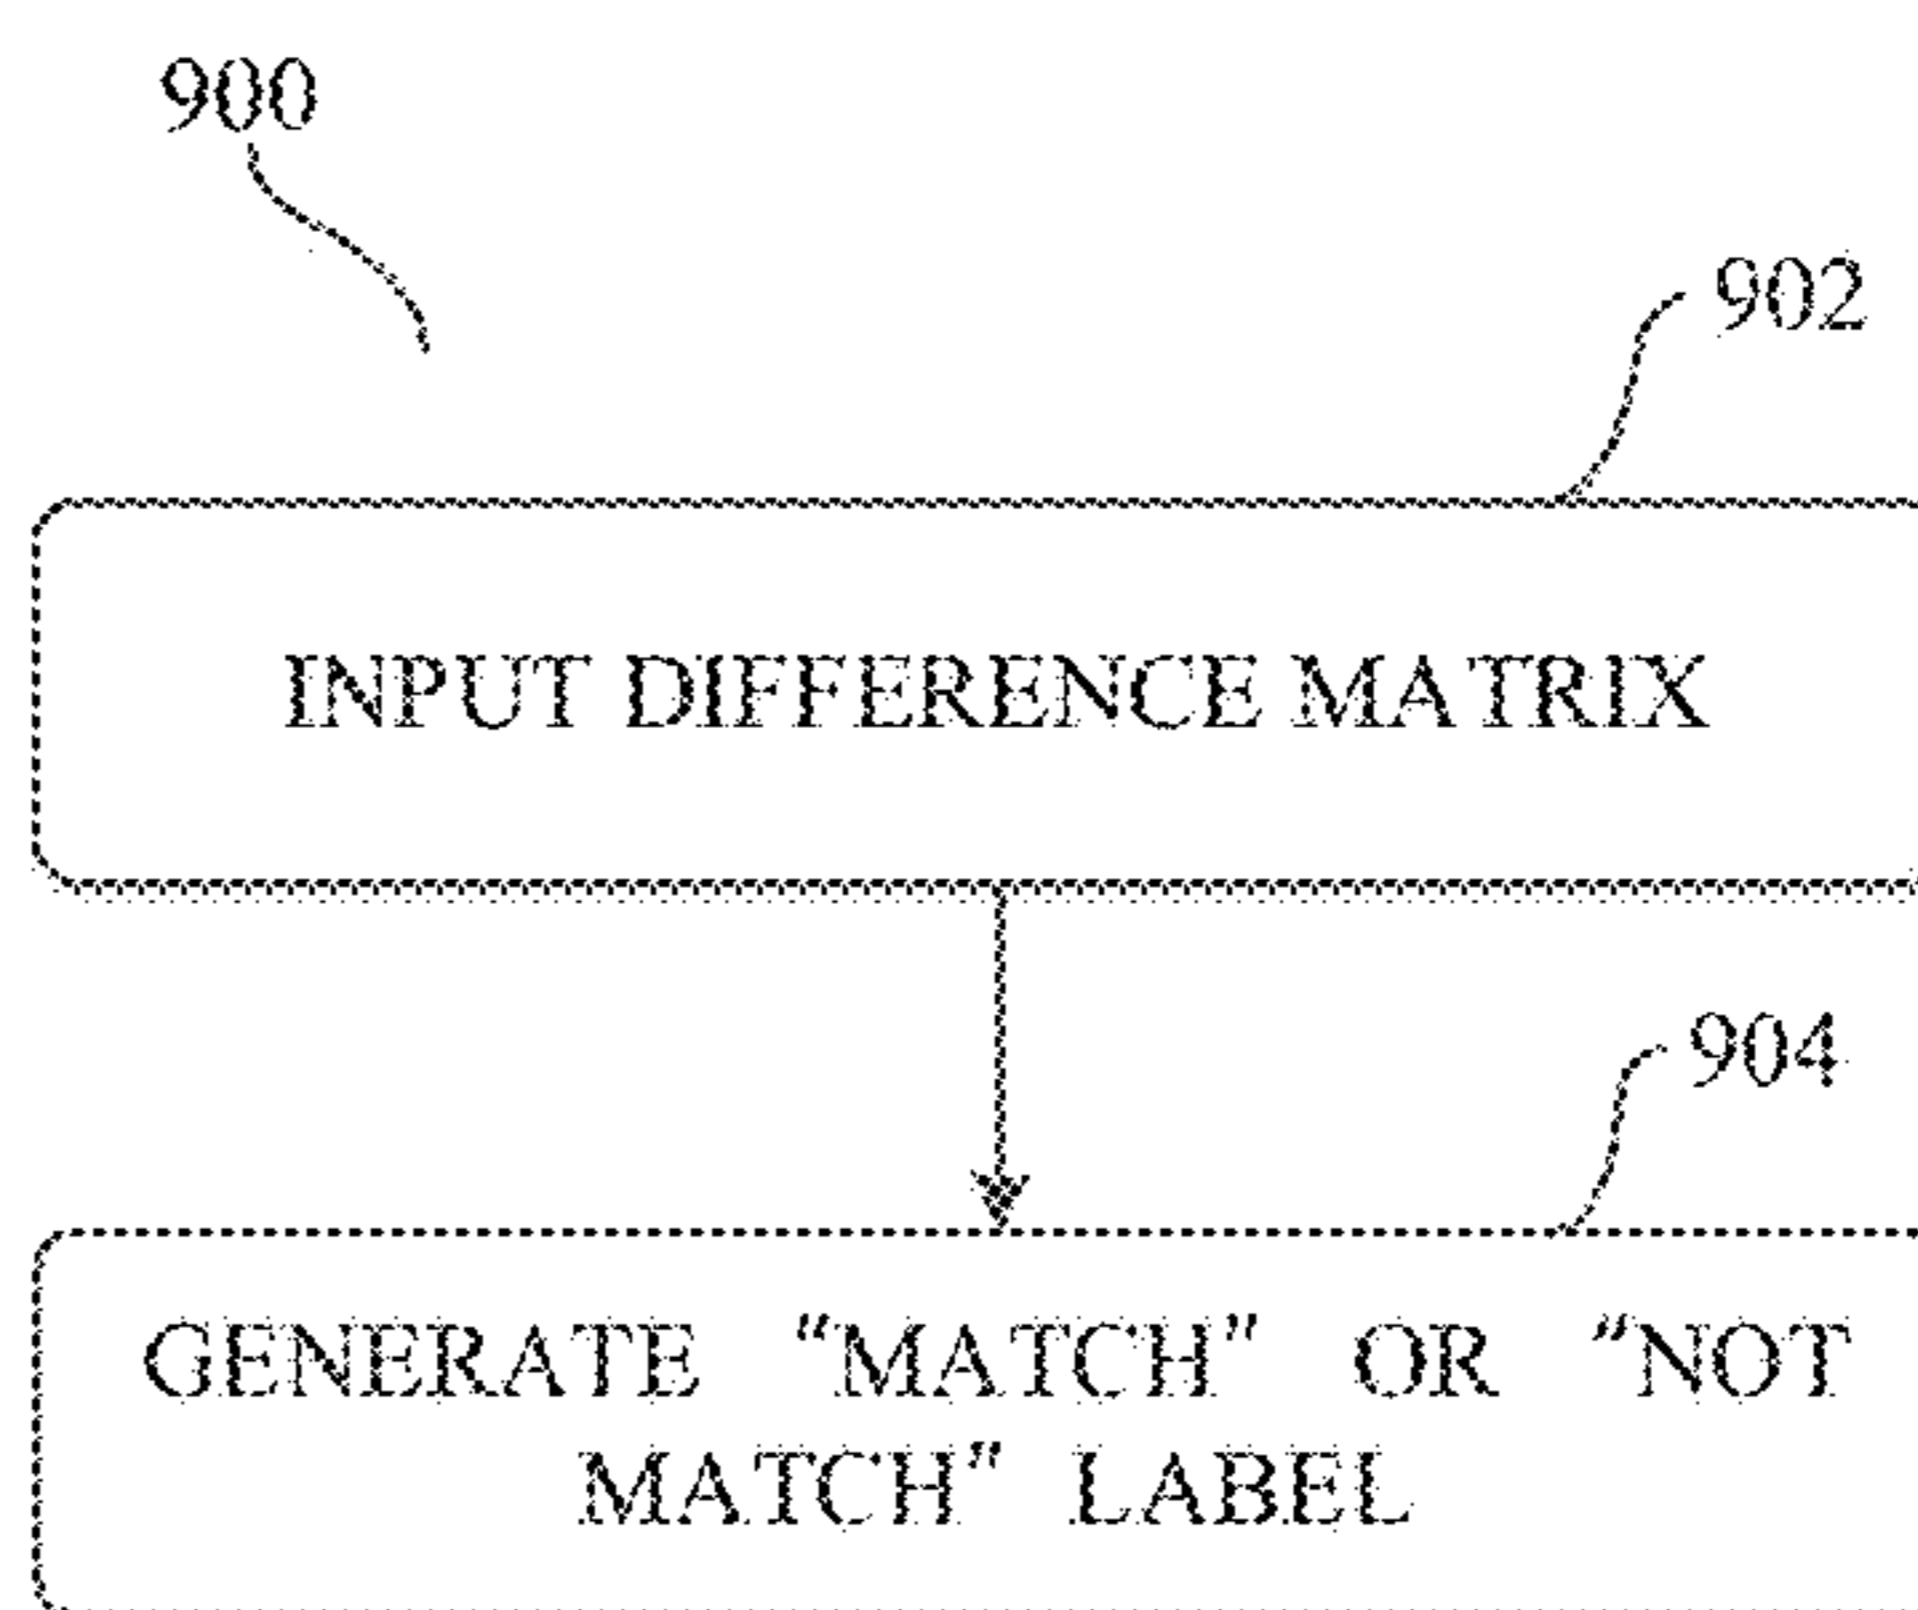 900
902
INPUT DIFFERENCE MATRIX
904
GENERATE “MATCH” OR “NOT
MATCH” LABEL